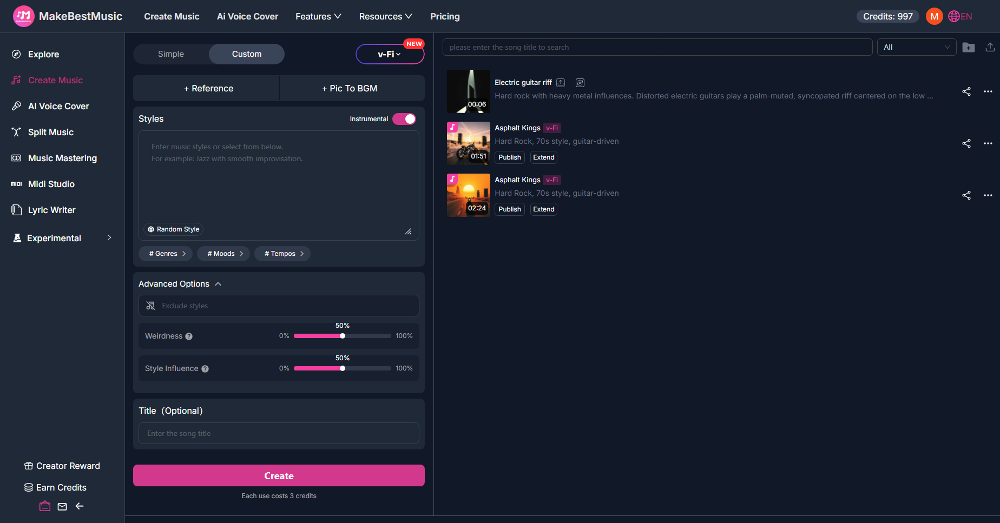 MakeBestMusic
Create Music
Ai Voice Cover
Features
Resources
Pricing
Credits: 997
M
EN
Explore
Create Music
AI Voice Cover
Split Music
Music Mastering
MIDI
Midi Studio
Lyric Writer
Experimental
Creator Reward
Earn Credits
Simple
Custom
v-Fi
NEW
+ Reference
+ Pic To BGM
Styles
Instrumental
Enter music styles or select from below.
For example: Jazz with smooth improvisation.
Random Style
# Genres
# Moods
# Tempos
Advanced Options
Exclude styles
Weirdness ?
0%
50%
100%
Style Influence ?
0%
50%
100%
Title (Optional)
Enter the song title
Create
Each use costs 3 credits
please enter the song title to search
All
00:06
Electric guitar riff
Hard rock with heavy metal influences. Distorted electric guitars play a palm-muted, syncopated riff centered on the low ...
01:51
Asphalt Kings v-Fi
Hard Rock, 70s style, guitar-driven
Publish
Extend
02:24
Asphalt Kings v-Fi
Hard Rock, 70s style, guitar-driven
Publish
Extend